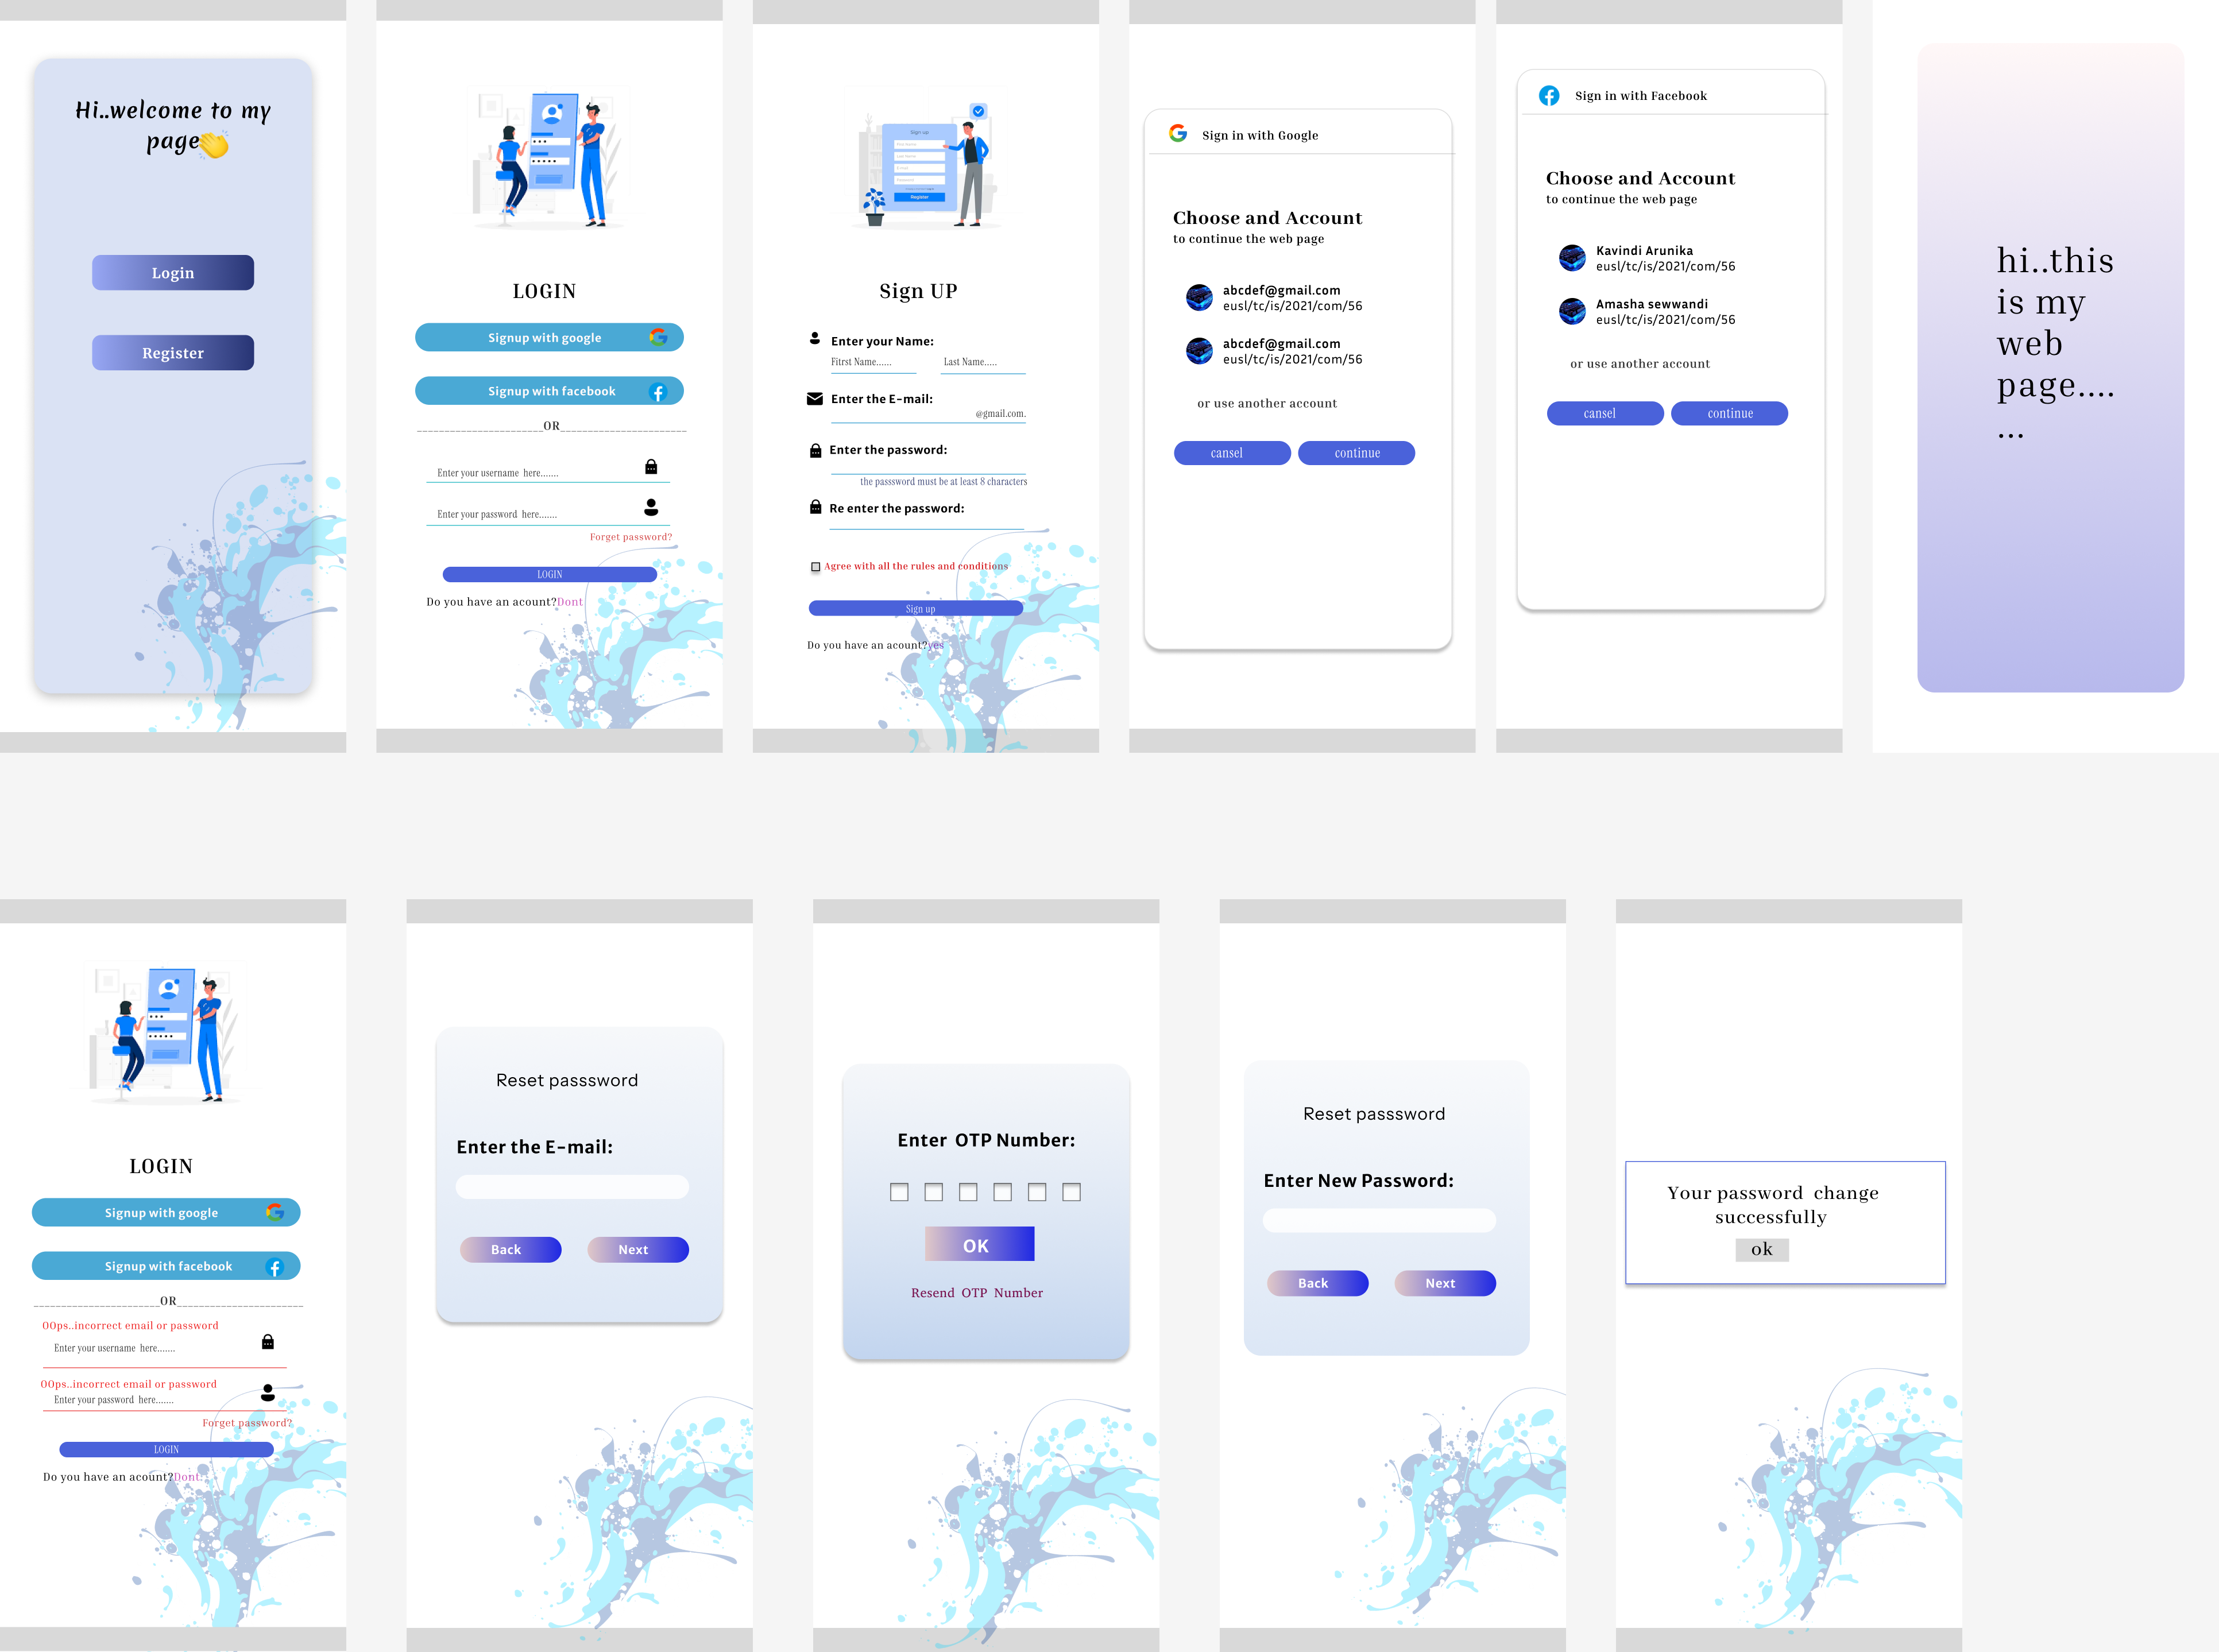 Hi..welcome to my
page
Login
Register
LOGIN
Signup with google
Signup with facebook
______________________OR______________________
Enter your username here.......
Enter your password here.......
Forget password?
LOGIN
Do you have an acount?Dont
Sign up
First Name
Last Name
E-mail
Password
Register
Sign UP
Enter your Name:
Fitrst Name......
Last Name.....
Enter the E-mail:
@gmail.com.
Enter the password:
the passsword must be at least 8 characters
Re enter the password:
Agree with all the rules and conditions
Sign up
Do you have an acount?yes
Sign in with Google
Choose and Account
to continue the web page
abcdef@gmail.com
eusl/tc/is/2021/com/56
abcdef@gmail.com
eusl/tc/is/2021/com/56
or use another account
cansel
continue
Sign in with Facebook
Choose and Account
to continue the web page
Kavindi Arunika
eusl/tc/is/2021/com/56
Amasha sewwandi
eusl/tc/is/2021/com/56
or use another account
cansel
continue
hi..this
is my
web
page....
...
LOGIN
Signup with google
Signup with facebook
______________________OR______________________
OOps..incorrect email or password
Enter your username here.......
OOps..incorrect email or password
Enter your password here.......
Forget password?
LOGIN
Do you have an acount?Dont
Reset passsword
Enter the E-mail:
Back
Next
Enter OTP Number:
OK
Resend OTP Number
Reset passsword
Enter New Password:
Back
Next
Your password change
successfully
ok